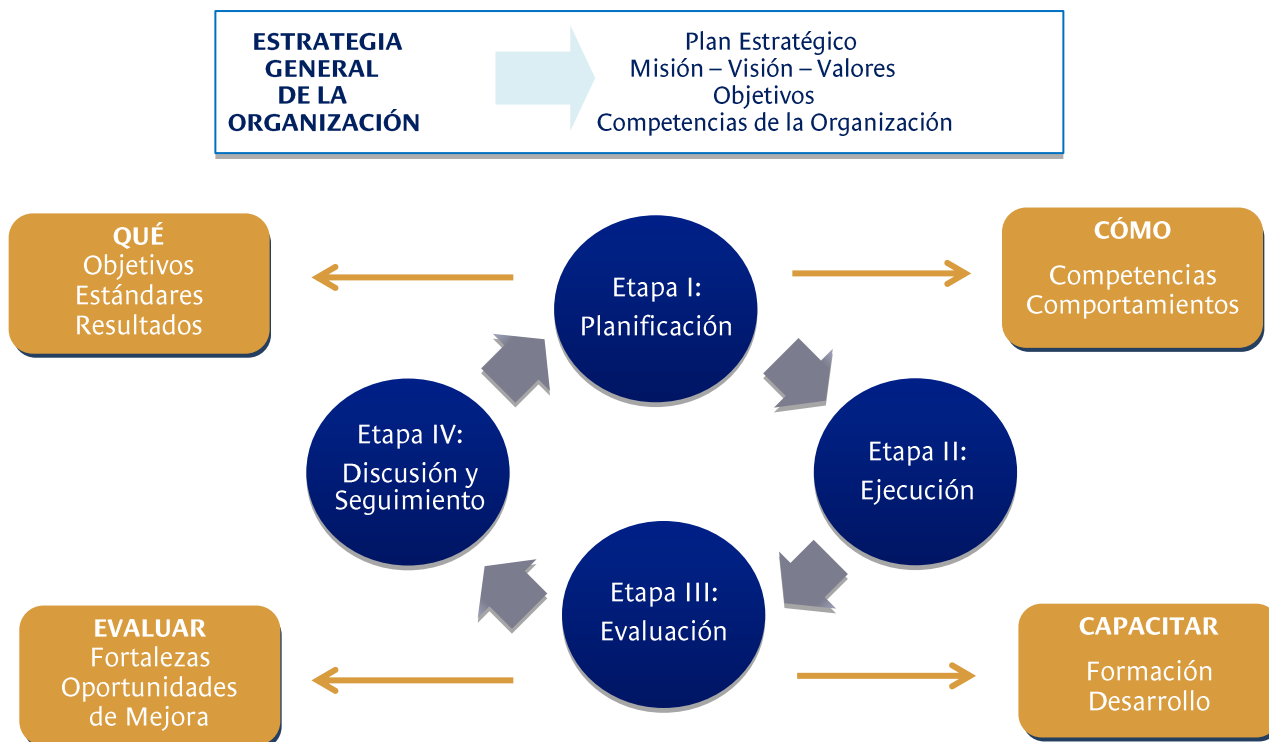 ESTRATEGIA
GENERAL
DE LA
ORGANIZACIÓN
Plan Estratégico
Misión – Visión – Valores
Objetivos
Competencias de la Organización
QUÉ
Objetivos
Estándares
Resultados
Etapa I:
Planificación
CÓMO
Competencias
Comportamientos
Etapa IV:
Discusión y
Seguimiento
Etapa II:
Ejecución
Etapa III:
Evaluación
EVALUAR
Fortalezas
Oportunidades
de Mejora
CAPACITAR
Formación
Desarrollo